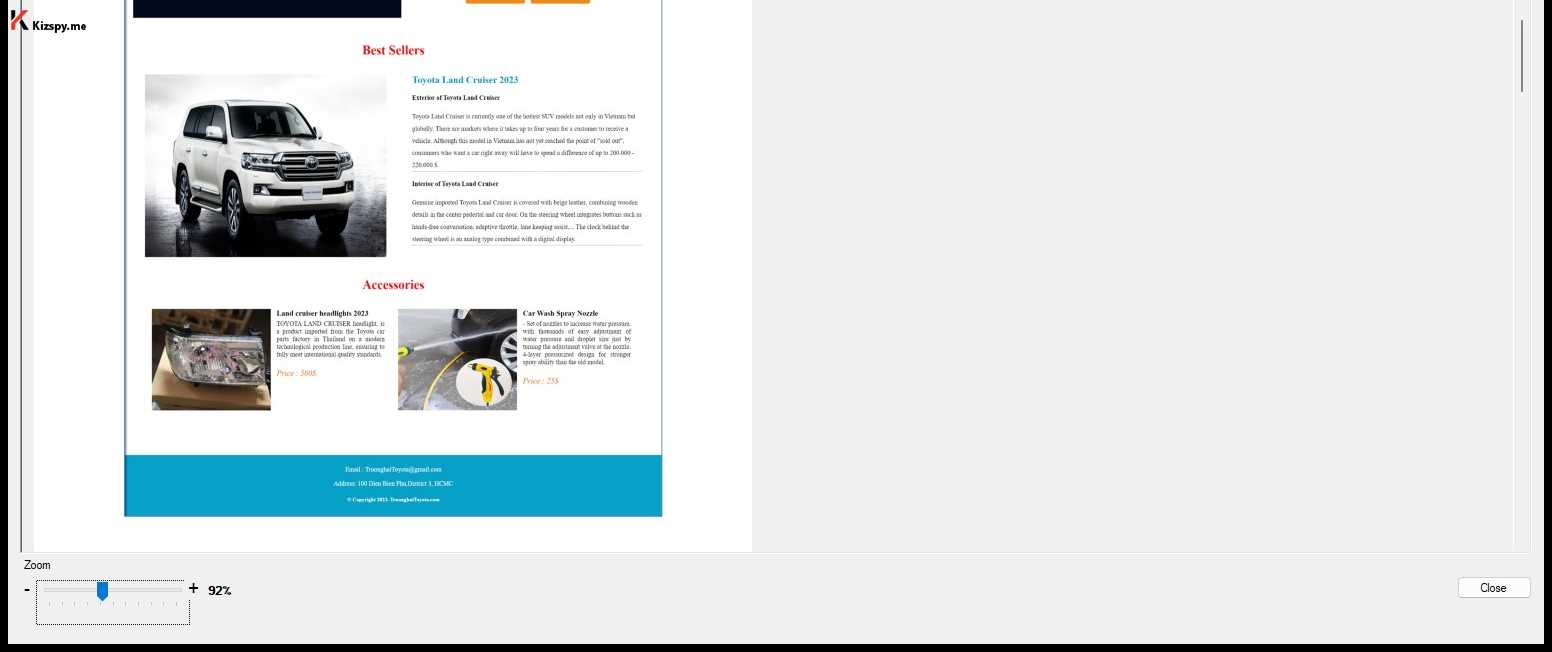 Kizspy.me
Best Sellers
Toyota Land Cruiser 2023
Exterior of Toyota Land Cruiser
Toyota Land Cruiser is currently one of the hottest SUV models not only in Vietnam but
globally. There are markets where it takes up to four years for a customer to receive a
vehicle. Although this model in Vietnam has not yet reached the point of "sold out",
consumers who want a car right away will have to spend a difference of up to 200.000 -
220.000 $.
Interior of Toyota Land Cruiser
Genuine imported Toyota Land Cruiser is covered with beige leather, combining wooden
details in the center pedestal and car door. On the steering wheel integrates buttons such as
hands-free conversation, adaptive throttle, lane keeping assist,... The clock behind the
steering wheel is an analog type combined with a digital display.
Accessories
Land cruiser headlights 2023
TOYOTA LAND CRUISER headlight, is
a product imported from the Toyota car
parts factory in Thailand on a modern
technological production line, ensuring to
fully meet international quality standards.
Price : 500$
Car Wash Spray Nozzle
- Set of nozzles to increase water pressure,
with thousands of easy adjustment of
water pressure and droplet size just by
turning the adjustment valve at the nozzle.
4-layer pressurized design for stronger
spray ability than the old model.
Price : 25$
Email : TruonghaiToyota@gmail.com
Address: 100 Dien Bien Phu,District 3, HCMC
© Copyright 2023. TruonghaiToyota.com
Zoom
- + 92%
Close